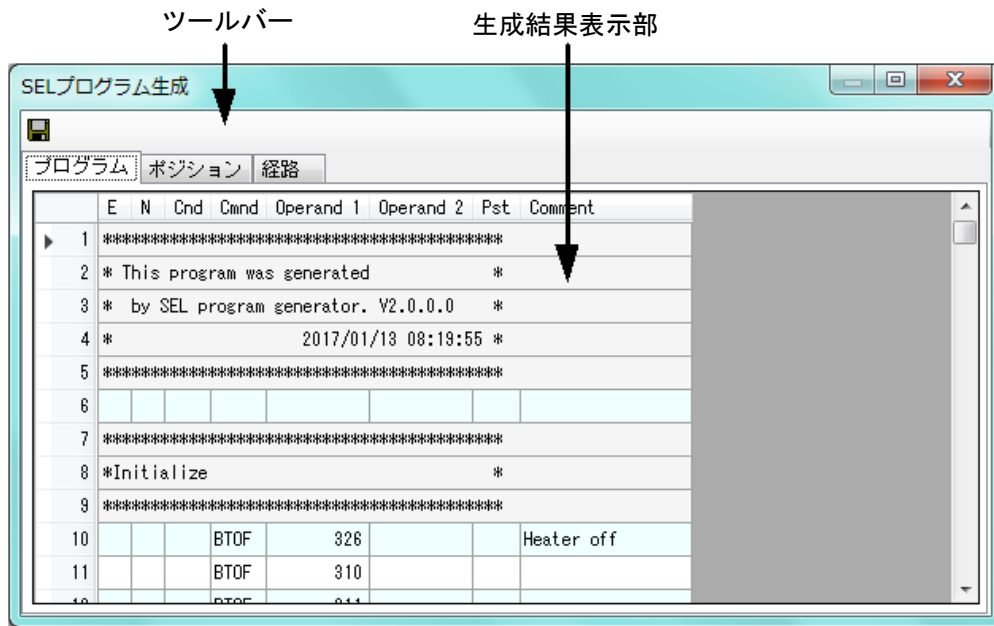 ツールバー 生成結果表示部
SELプログラム生成
プログラム ポジション 経路
E N Cnd Cmnd Operand 1 Operand 2 Pst Comment
1 ******************************************
2 * This program was generated *
3 * by SEL program generator. V2.0.0.0 *
4 * 2017/01/13 08:19:55 *
5 ******************************************
6
7 ******************************************
8 *Initialize *
9 ******************************************
10 BTOF 326 Heater off
11 BTOF 310